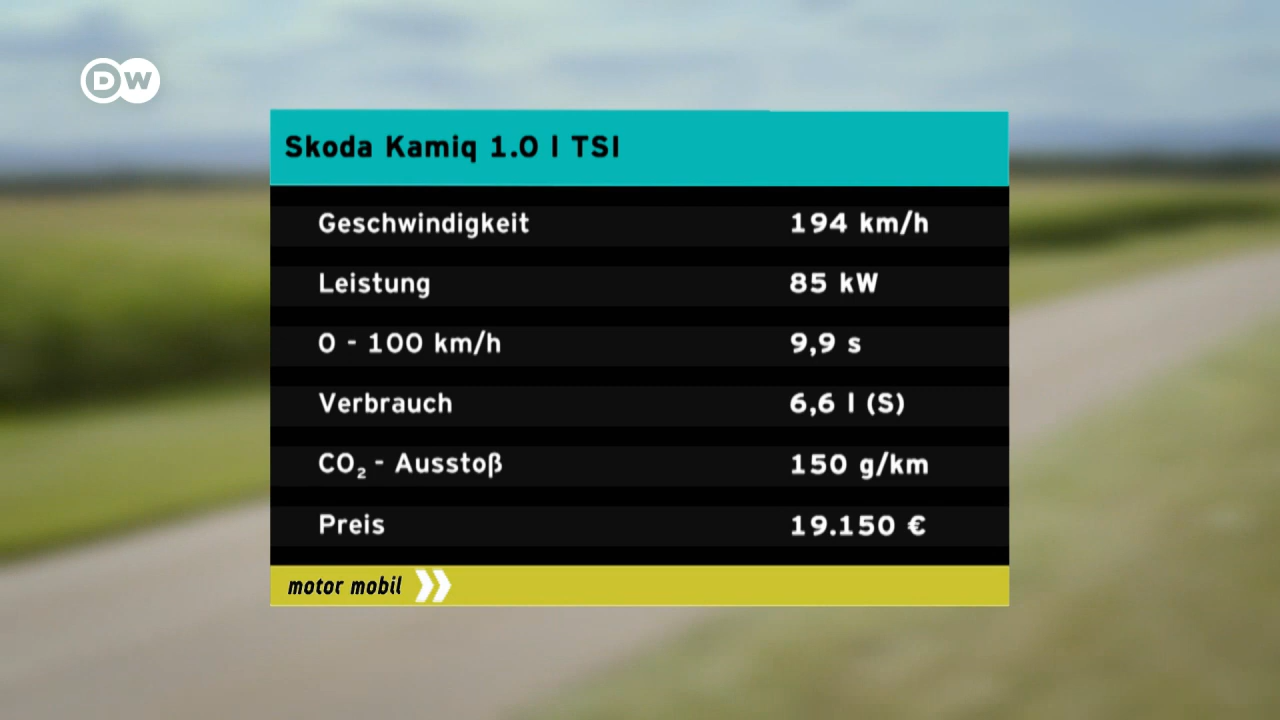 DW
Skoda Kamiq 1.0 l TSI
Geschwindigkeit 194 km/h
Leistung 85 kW
0 - 100 km/h 9,9 s
Verbrauch 6,6 l (S)
CO₂ - Ausstoß 150 g/km
Preis 19.150 €
motor mobil